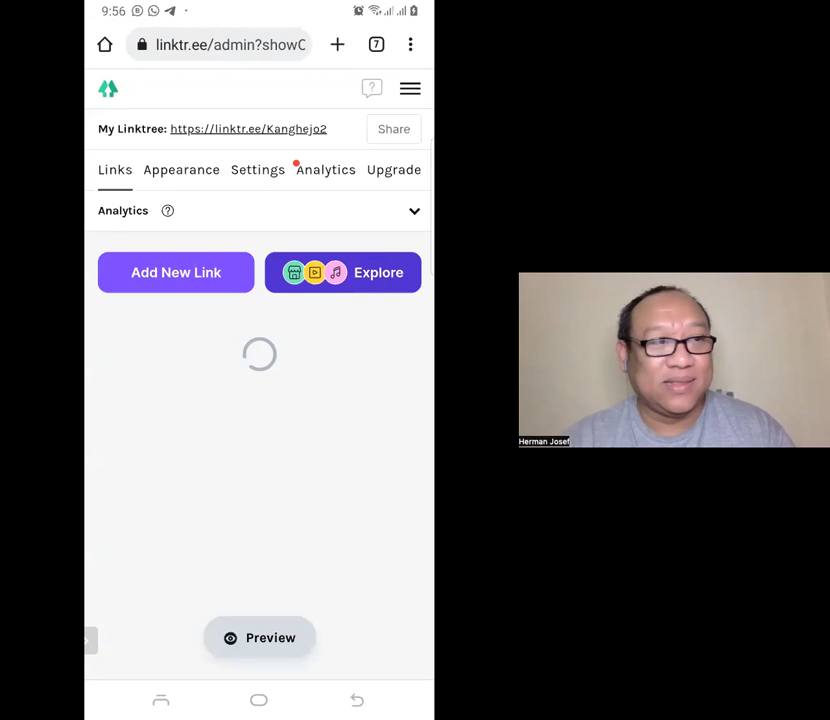 9:56
7
linktr.ee/admin?showC
My Linktree: https://linktr.ee/Kanghejo2
Share
Links Appearance Settings Analytics Upgrade
Analytics ?
Add New Link
Explore
Preview
Herman Josef